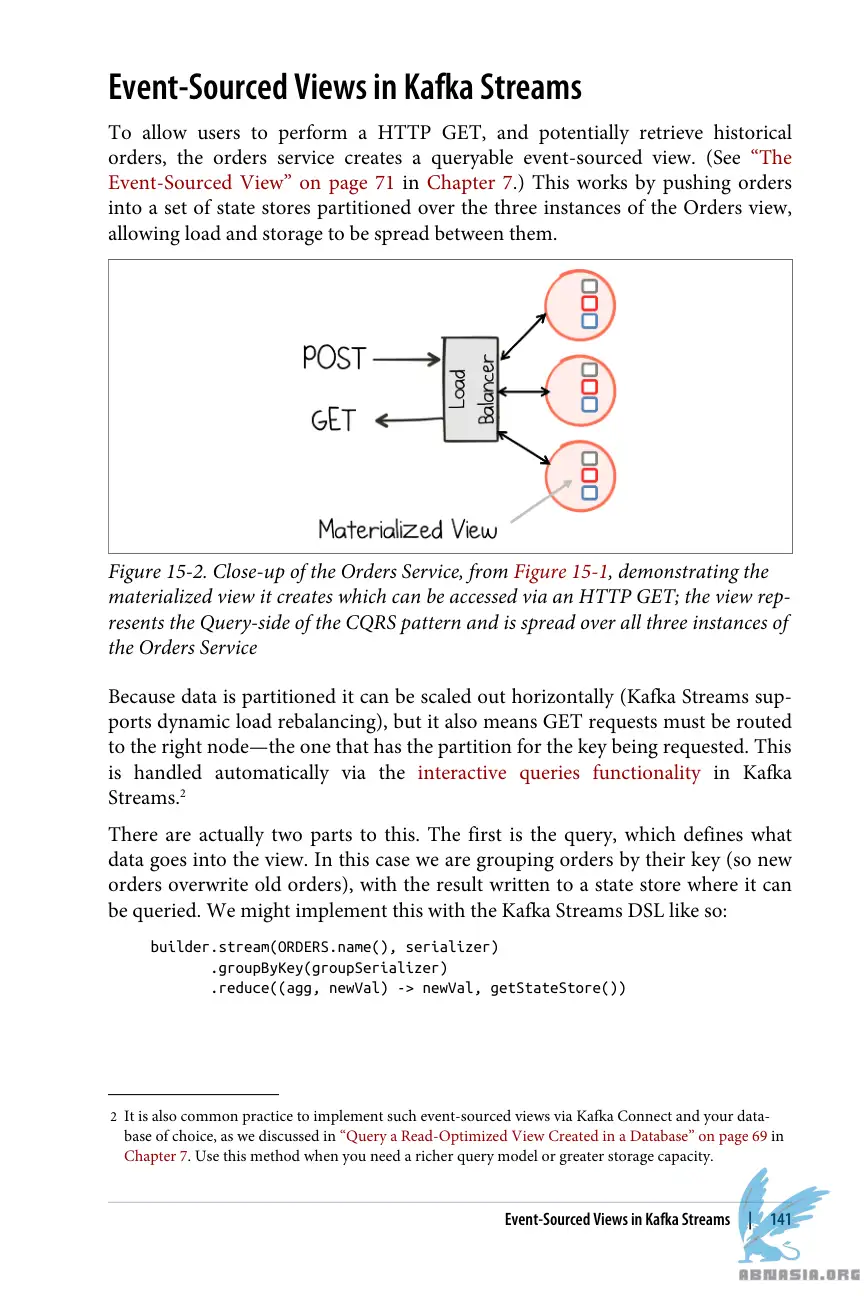 Event-Sourced Views in Kafka Streams
To allow users to perform a HTTP GET, and potentially retrieve historical
orders, the orders service creates a queryable event-sourced view. (See “The
Event-Sourced View” on page 71 in Chapter 7.) This works by pushing orders
into a set of state stores partitioned over the three instances of the Orders view,
allowing load and storage to be spread between them.
POST
GET
Load
Balancer
Materialized View
Figure 15-2. Close-up of the Orders Service, from Figure 15-1, demonstrating the
materialized view it creates which can be accessed via an HTTP GET; the view rep-
resents the Query-side of the CQRS pattern and is spread over all three instances of
the Orders Service
Because data is partitioned it can be scaled out horizontally (Kafka Streams sup-
ports dynamic load rebalancing), but it also means GET requests must be routed
to the right node—the one that has the partition for the key being requested. This
is handled automatically via the interactive queries functionality in Kafka
Streams.2
There are actually two parts to this. The first is the query, which defines what
data goes into the view. In this case we are grouping orders by their key (so new
orders overwrite old orders), with the result written to a state store where it can
be queried. We might implement this with the Kafka Streams DSL like so:
builder.stream(ORDERS.name(), serializer)
.groupByKey(groupSerializer)
.reduce((agg, newVal) -> newVal, getStateStore())
2 It is also common practice to implement such event-sourced views via Kafka Connect and your data-
base of choice, as we discussed in “Query a Read-Optimized View Created in a Database” on page 69 in
Chapter 7. Use this method when you need a richer query model or greater storage capacity.
Event-Sourced Views in Kafka Streams | 141
ABNASIA.ORG